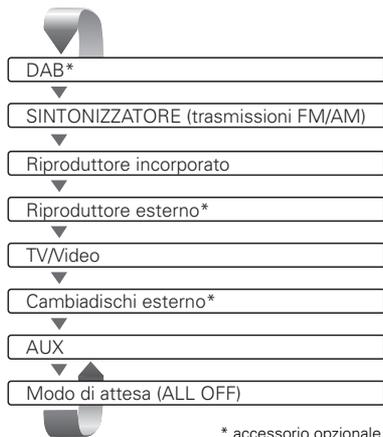 DAB*
SINTONIZZATORE (trasmissioni FM/AM)
Riproduttore incorporato
Riproduttore esterno*
TV/Video
Cambiadischi esterno*
AUX
Modo di attesa (ALL OFF)
* accessorio opzionale